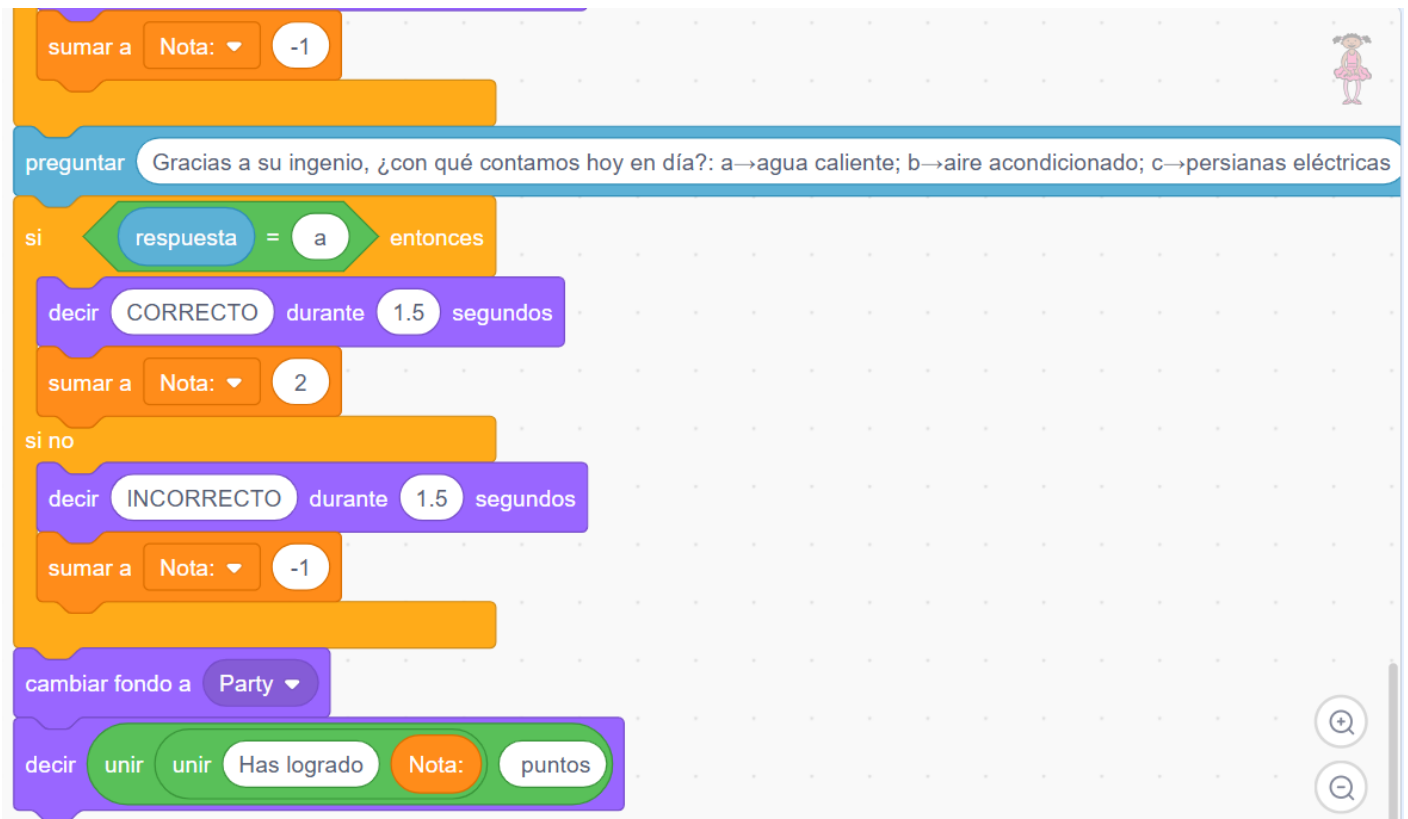 sumar a Nota: -1
preguntar Gracias a su ingenio, ¿con qué contamos hoy en día?: a→agua caliente; b→aire acondicionado; c→persianas eléctricas
si respuesta = a entonces
decir CORRECTO durante 1.5 segundos
sumar a Nota: 2
si no
decir INCORRECTO durante 1.5 segundos
sumar a Nota: -1
cambiar fondo a Party
decir unir unir Has logrado Nota: puntos